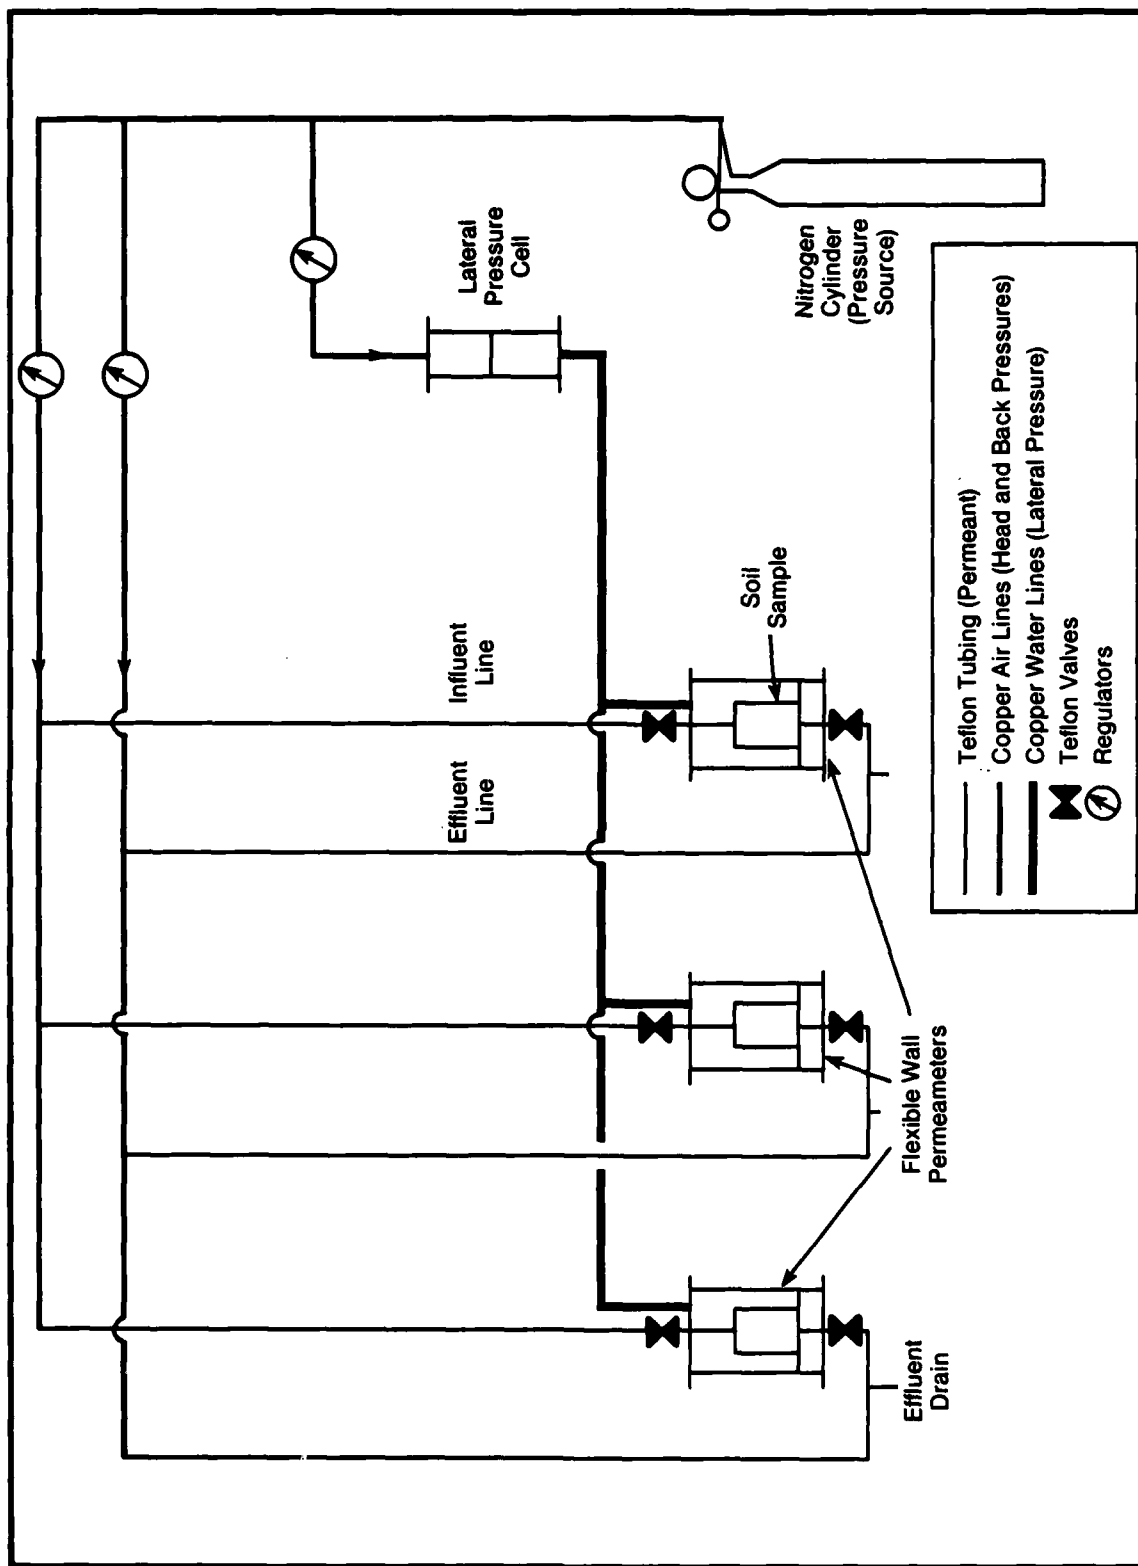 Effluent
Drain
Flexible Wall
Permeameters
Effluent
Line
Influent
Line
Soil
Sample
Lateral
Pressure
Cell
Nitrogen
Cylinder
(Pressure
Source)
Teflon Tubing (Permeant)
Copper Air Lines (Head and Back Pressures)
Copper Water Lines (Lateral Pressure)
Teflon Valves
Regulators